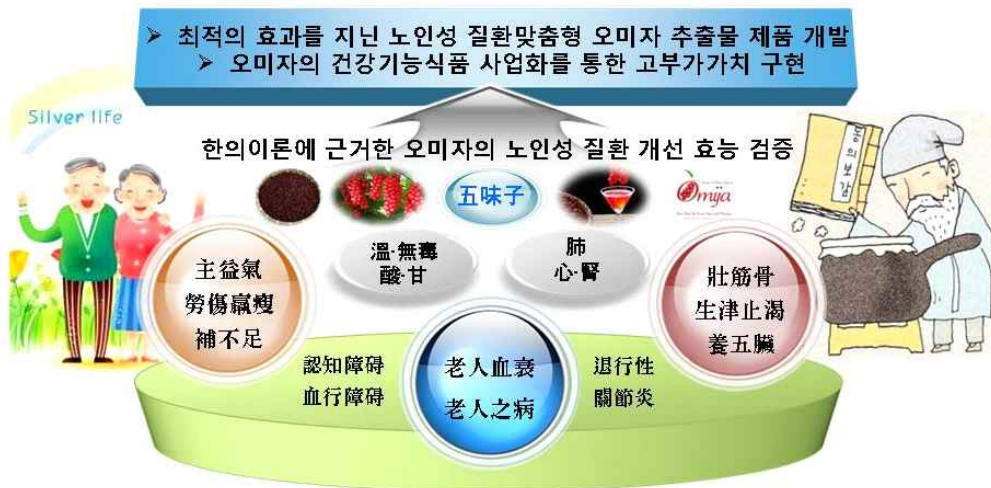 ➢ 최적의 효과를 지닌 노인성 질환맞춤형 오미자 추출물 제품 개발
➢ 오미자의 건강기능식품 사업화를 통한 고부가가치 구현
Silver life
한의이론에 근거한 오미자의 노인성 질환 개선 효능 검증
五味子
Omija
동의보감
溫·無毒
酸·甘
肺
心·腎
主益氣
勞傷羸瘦
補不足
壯筋骨
生津止渴
養五臟
認知障碍
血行障碍
老人血衰
老人之病
退行性
關節炎